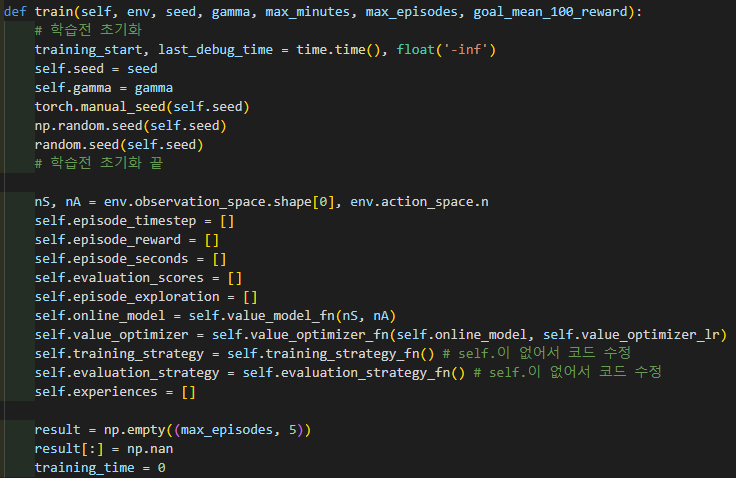 def train(self, env, seed, gamma, max_minutes, max_episodes, goal_mean_100_reward):
    # 학습전 초기화
    training_start, last_debug_time = time.time(), float('-inf')
    self.seed = seed
    self.gamma = gamma
    torch.manual_seed(self.seed)
    np.random.seed(self.seed)
    random.seed(self.seed)
    # 학습전 초기화 끝

    nS, nA = env.observation_space.shape[0], env.action_space.n
    self.episode_timestep = []
    self.episode_reward = []
    self.episode_seconds = []
    self.evaluation_scores = []
    self.episode_exploration = []
    self.online_model = self.value_model_fn(nS, nA)
    self.value_optimizer = self.value_optimizer_fn(self.online_model, self.value_optimizer_lr)
    self.training_strategy = self.training_strategy_fn() # self.이 없어서 코드 수정
    self.evaluation_strategy = self.evaluation_strategy_fn() # self.이 없어서 코드 수정
    self.experiences = []

    result = np.empty((max_episodes, 5))
    result[:] = np.nan
    training_time = 0